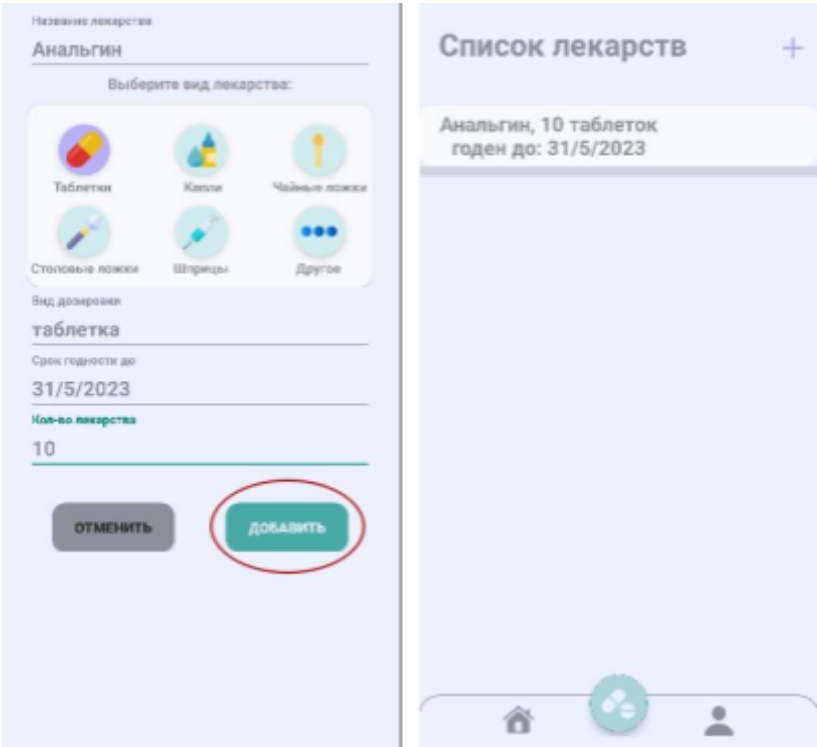 Название лекарства
Анальгин
Выберите вид лекарства:
Таблетки
Капли
Чайные ложки
Столовые ложки
Шприцы
Другое
Вид дозировки
таблетка
Срок годности до
31/5/2023
Кол-во лекарства
10
ОТМЕНИТЬ
ДОБАВИТЬ
Список лекарств
Анальгин, 10 таблеток
годен до: 31/5/2023